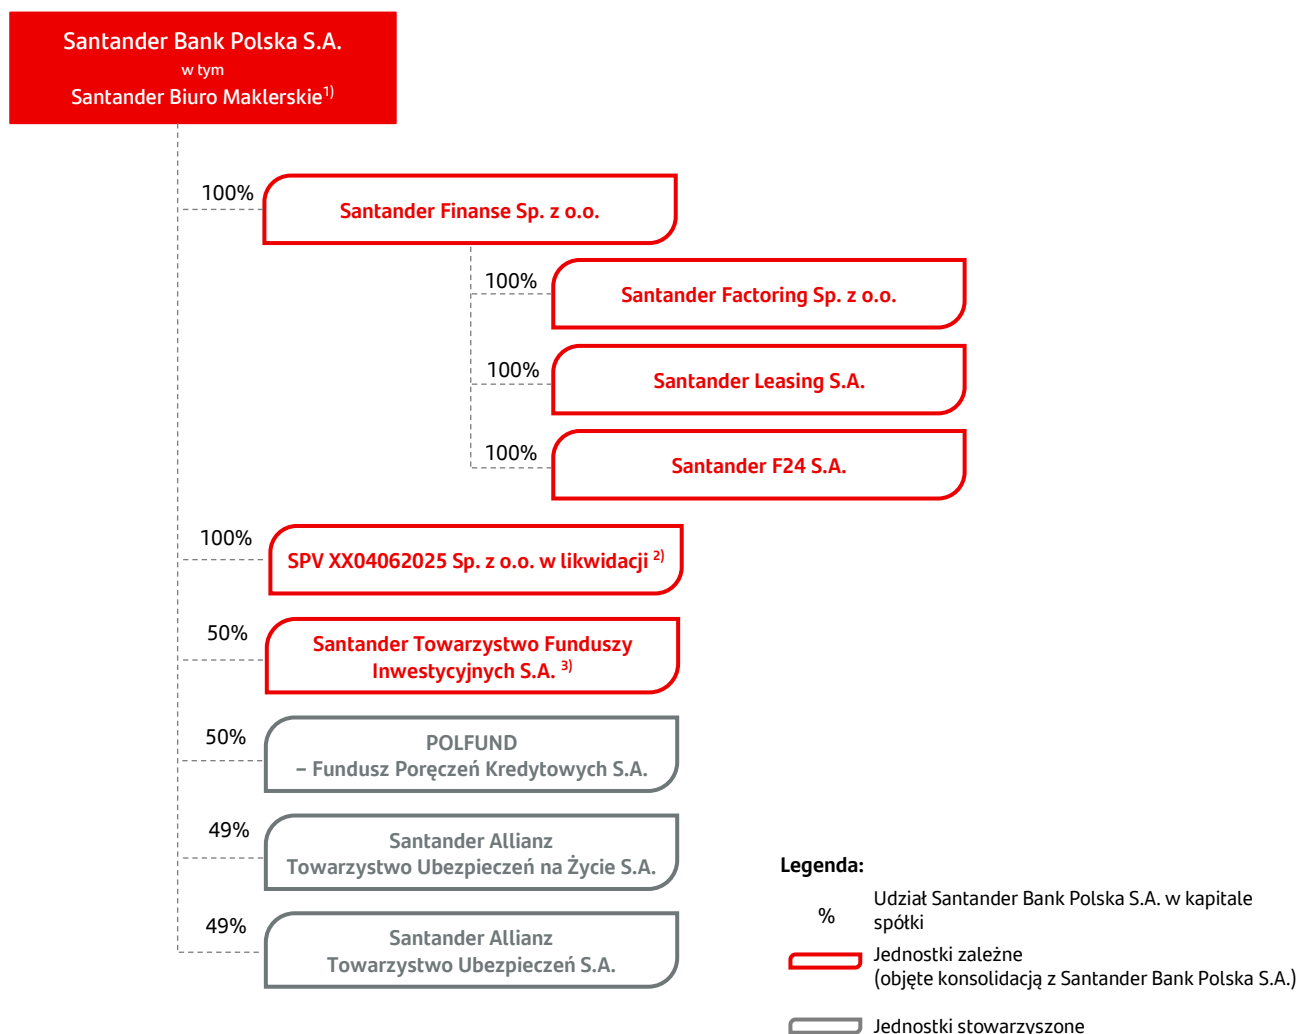 Santander Bank Polska S.A.
w tym
Santander Biuro Maklerskie1)
100%
Santander Finanse Sp. z o.o.
100%
Santander Factoring Sp. z o.o.
100%
Santander Leasing S.A.
100%
Santander F24 S.A.
100%
SPV XX04062025 Sp. z o.o. w likwidacji 2)
50%
Santander Towarzystwo Funduszy
Inwestycyjnych S.A. 3)
50%
POLFUND
– Fundusz Poręczeń Kredytowych S.A.
49%
Santander Allianz
Towarzystwo Ubezpieczeń na Życie S.A.
49%
Santander Allianz
Towarzystwo Ubezpieczeń S.A.
Legenda:
%
Udział Santander Bank Polska S.A. w kapitale
spółki
Jednostki zależne
(objęte konsolidacją z Santander Bank Polska S.A.)
Jednostki stowarzyszone